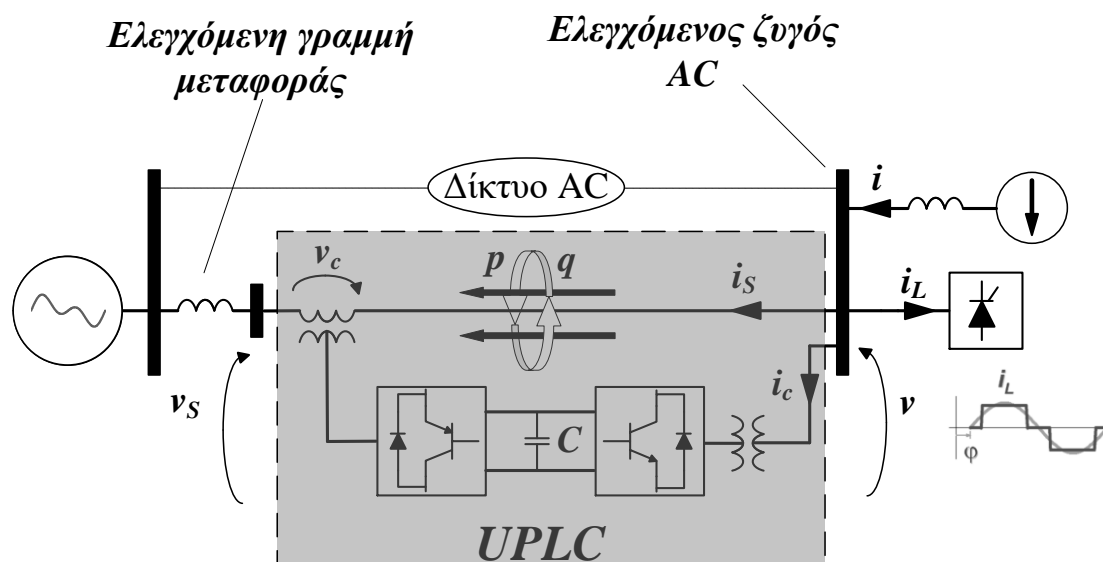 Ελεγχόμενη γραμμή
μεταφοράς
Ελεγχόμενος ζυγός
AC
Δίκτυο AC
i
v_c
p
q
i_S
i_L
v_S
i_c
v
C
i_L
φ
UPLC